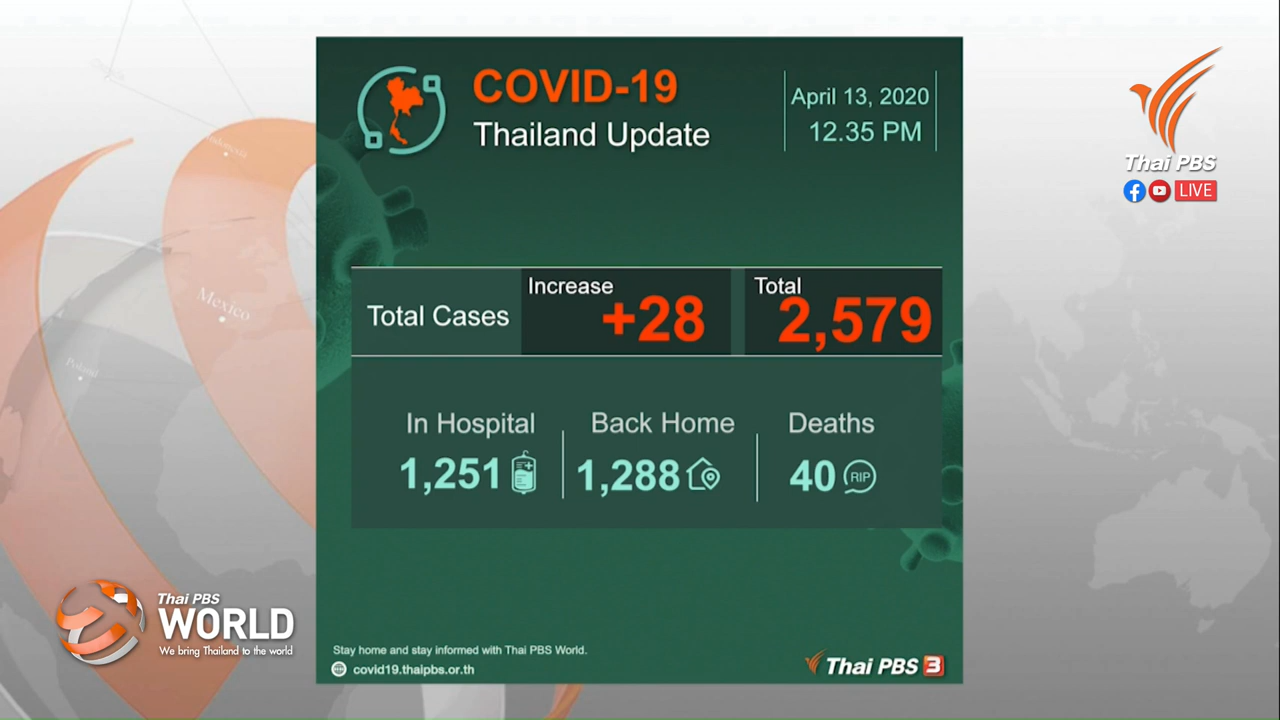 COVID-19
Thailand Update
April 13, 2020
12.35 PM
Thai PBS
LIVE
Indonesia
Mexico
Poland
Total Cases
Increase
+28
Total
2,579
In Hospital
1,251
Back Home
1,288
Deaths
40
RIP
Thai PBS
WORLD
We bring Thailand to the world
Stay home and stay informed with Thai PBS World.
covid19.thaipbs.or.th
Thai PBS 3